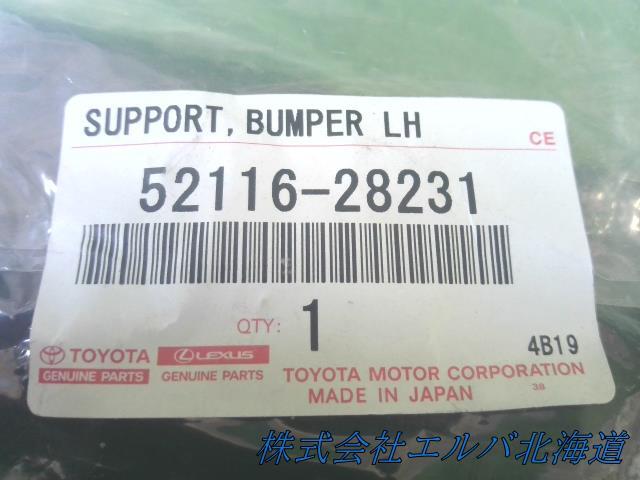 SUPPORT, BUMPER LH
CE
52116-28231
QTY: 1
4B19
TOYOTA
GENUINE PARTS
LEXUS
GENUINE PARTS
TOYOTA MOTOR CORPORATION
MADE IN JAPAN
38
株式会社エルバ北海道